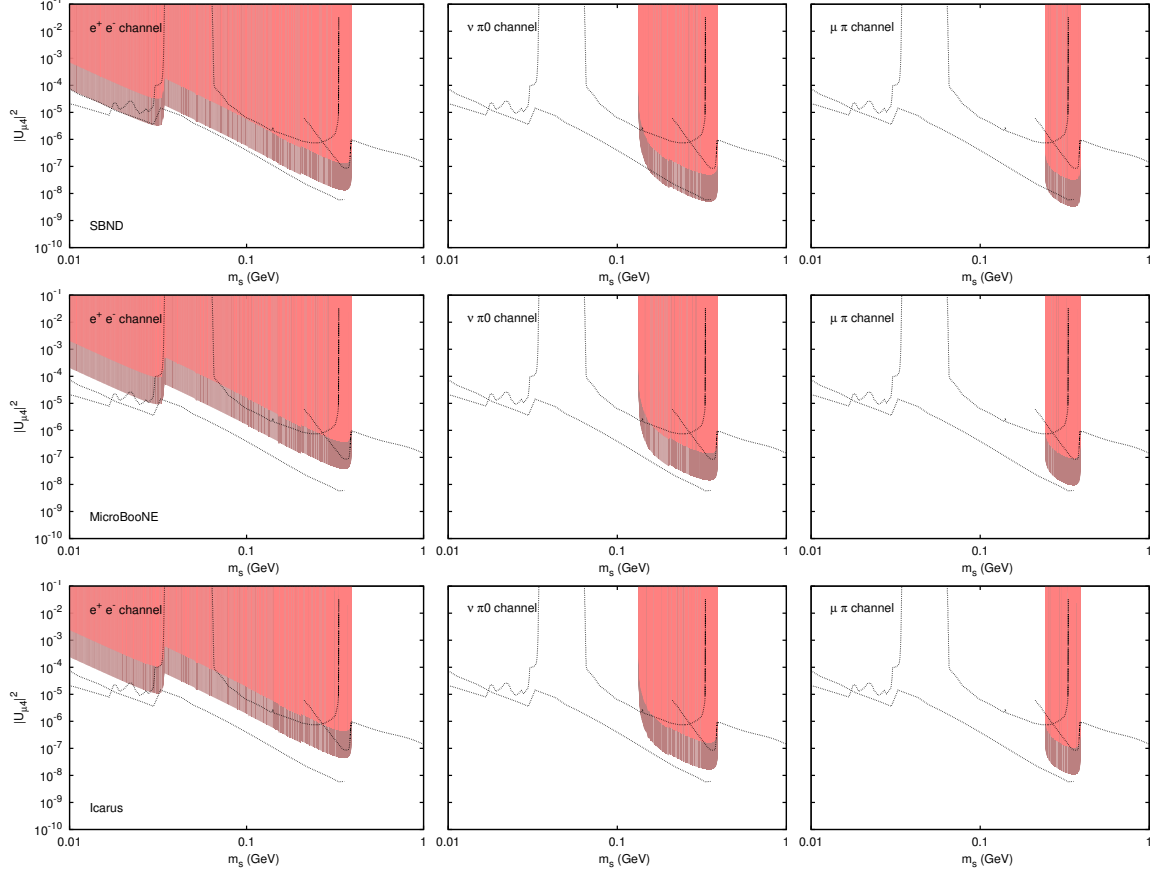 10^-1
10^-2
10^-3
10^-4
10^-5
10^-6
10^-7
10^-8
10^-9
10^-10
|U_μ4|^2
e^+ e^- channel
SBND
0.01 0.1 1
m_s (GeV)
ν π0 channel
0.01 0.1 1
m_s (GeV)
μ π channel
0.01 0.1 1
m_s (GeV)
10^-1
10^-2
10^-3
10^-4
10^-5
10^-6
10^-7
10^-8
10^-9
10^-10
|U_μ4|^2
e^+ e^- channel
MicroBooNE
0.01 0.1 1
m_s (GeV)
ν π0 channel
0.01 0.1 1
m_s (GeV)
μ π channel
0.01 0.1 1
m_s (GeV)
10^-1
10^-2
10^-3
10^-4
10^-5
10^-6
10^-7
10^-8
10^-9
10^-10
|U_μ4|^2
e^+ e^- channel
Icarus
0.01 0.1 1
m_s (GeV)
ν π0 channel
0.01 0.1 1
m_s (GeV)
μ π channel
0.01 0.1 1
m_s (GeV)